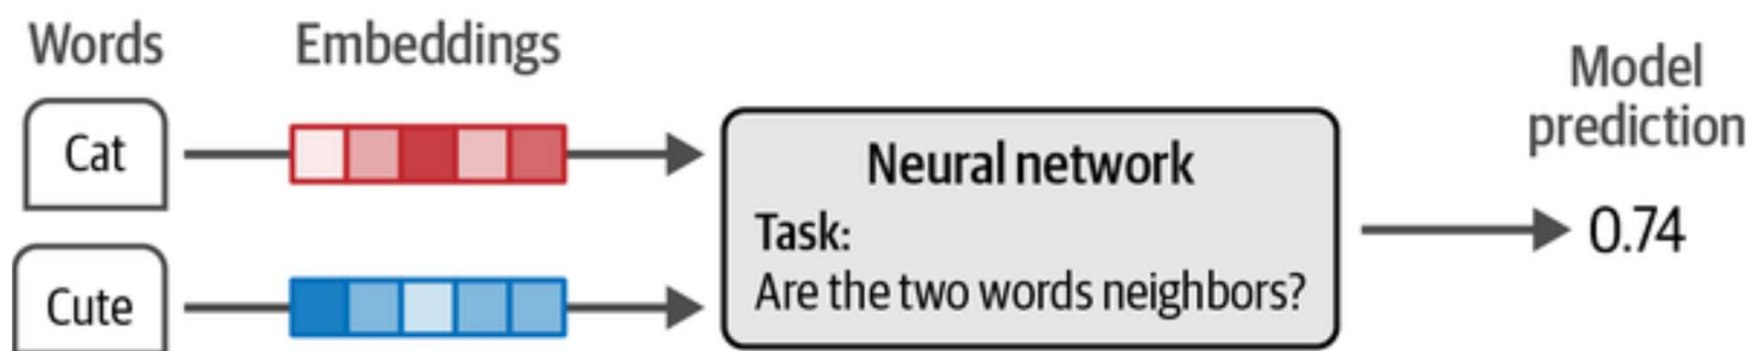 Words
Embeddings
Model
prediction
Cat
Cute
Neural network
Task:
Are the two words neighbors?
0.74